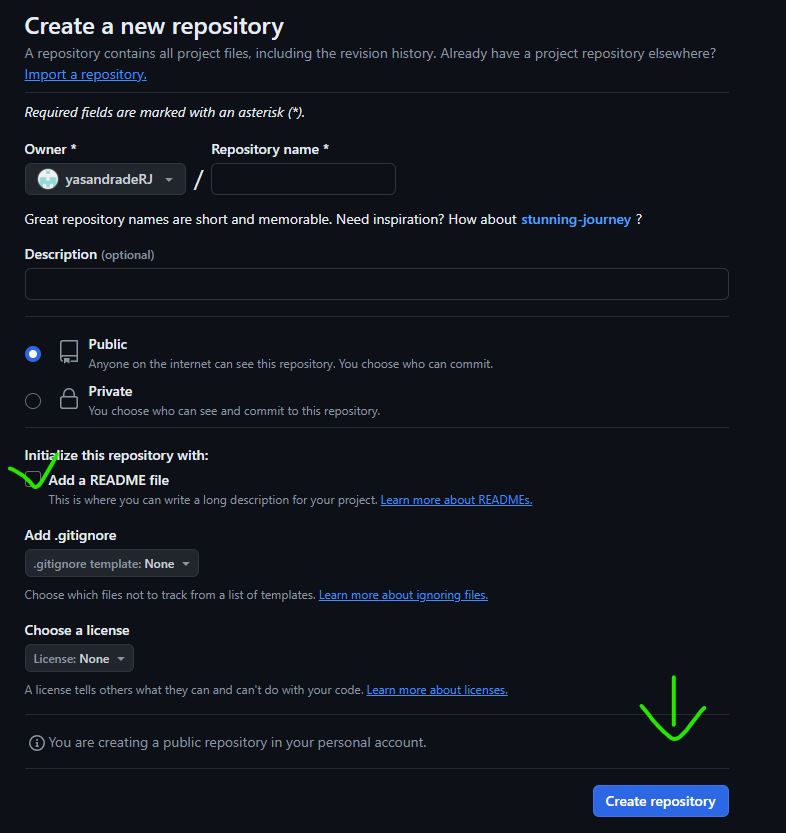 Create a new repository
A repository contains all project files, including the revision history. Already have a project repository elsewhere?
Import a repository.
Required fields are marked with an asterisk (*).
Owner * Repository name *
yasandradeRJ /
Great repository names are short and memorable. Need inspiration? How about stunning-journey ?
Description (optional)
Public
Anyone on the internet can see this repository. You choose who can commit.
Private
You choose who can see and commit to this repository.
Initialize this repository with:
Add a README file
This is where you can write a long description for your project. Learn more about READMEs.
Add .gitignore
.gitignore template: None
Choose which files not to track from a list of templates. Learn more about ignoring files.
Choose a license
License: None
A license tells others what they can and can't do with your code. Learn more about licenses.
You are creating a public repository in your personal account.
Create repository